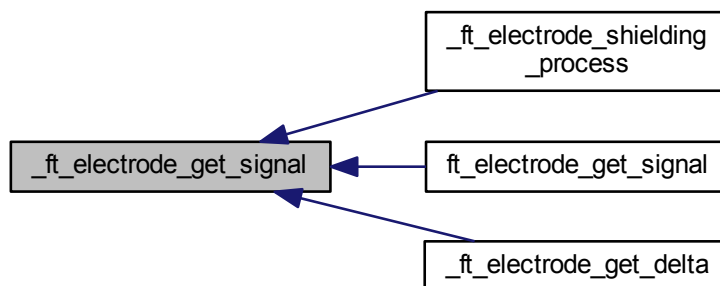 _ft_electrode_shielding
_process
_ft_electrode_get_signal
ft_electrode_get_signal
_ft_electrode_get_delta